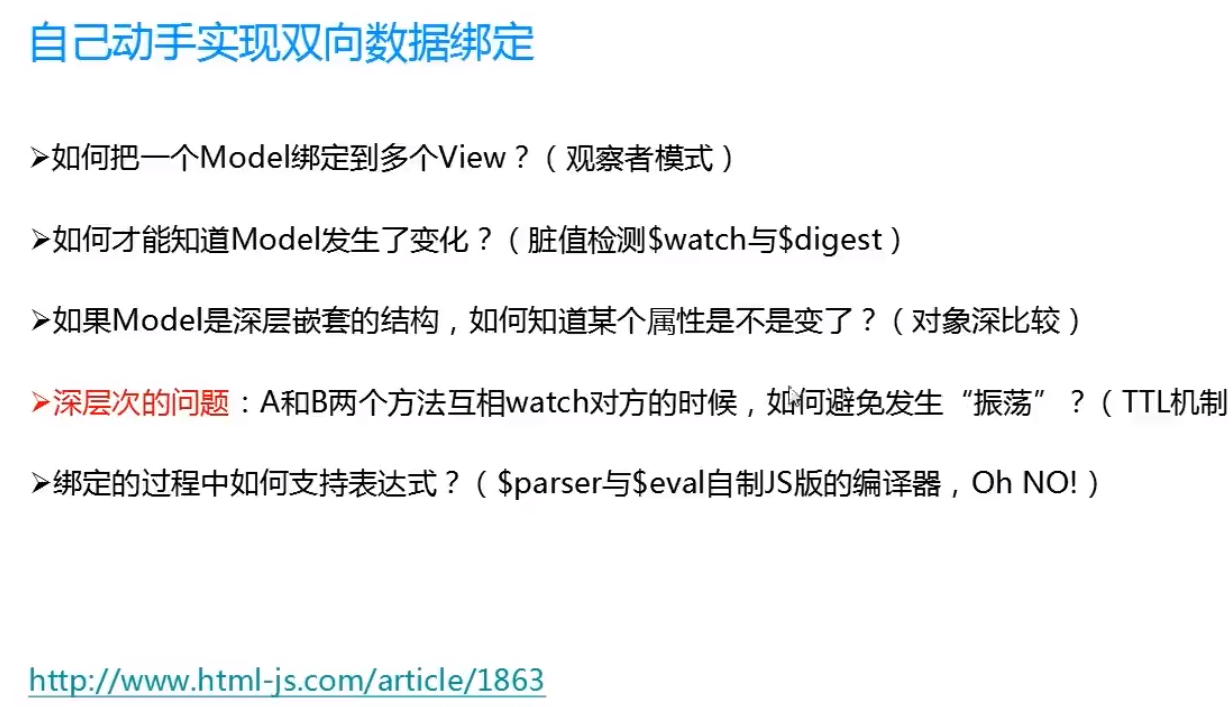 自己动手实现双向数据绑定
➢如何把一个Model绑定到多个View？（观察者模式）
➢如何才能知道Model发生了变化？（脏值检测$watch与$digest）
➢如果Model是深层嵌套的结构，如何知道某个属性是不是变了？（对象深比较）
➢深层次的问题：A和B两个方法互相watch对方的时候，如何避免发生“振荡”？（TTL机制
➢绑定的过程中如何支持表达式？（$parser与$eval自制JS版的编译器，Oh NO!）
http://www.html-js.com/article/1863